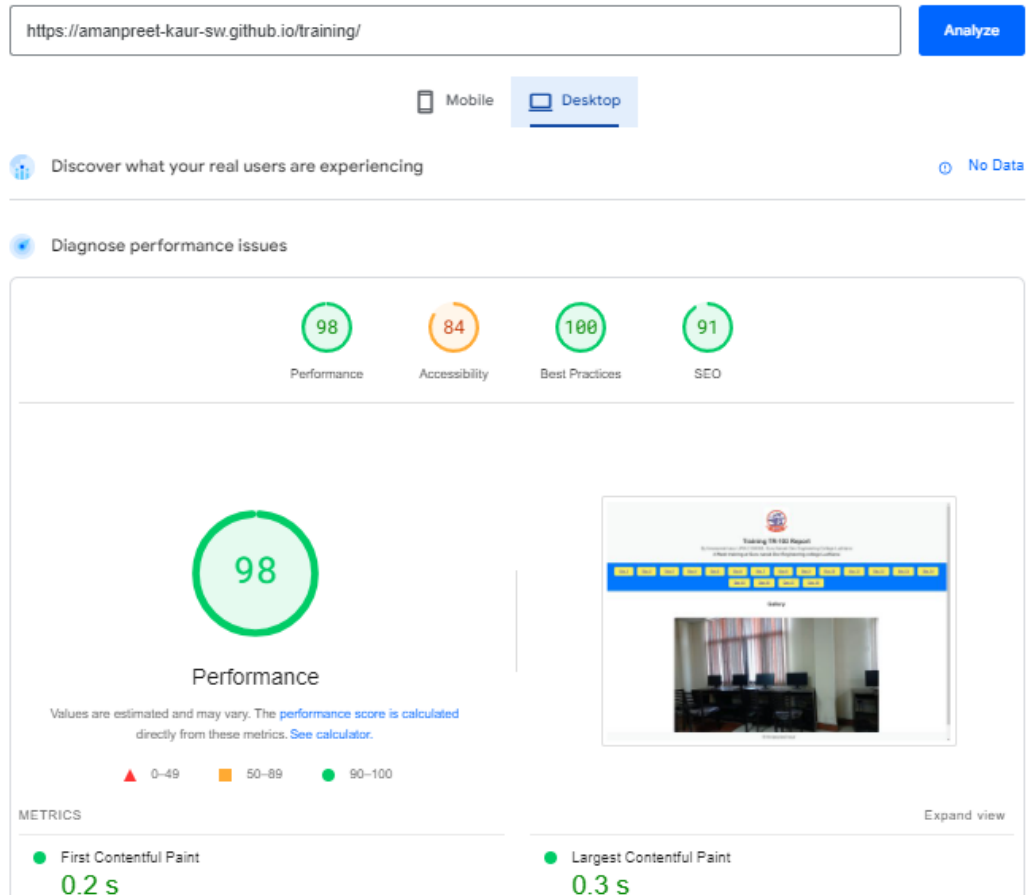 https://amanpreet-kaur-sw.github.io/training/
Analyze
Mobile
Desktop
Discover what your real users are experiencing
No Data
Diagnose performance issues
98
84
100
91
Performance
Accessibility
Best Practices
SEO
98
Performance
Values are estimated and may vary. The performance score is calculated
directly from these metrics. See calculator.
0–49
50–89
90–100
Training TR-103 Report
Gallery
METRICS
Expand view
First Contentful Paint
0.2 s
Largest Contentful Paint
0.3 s